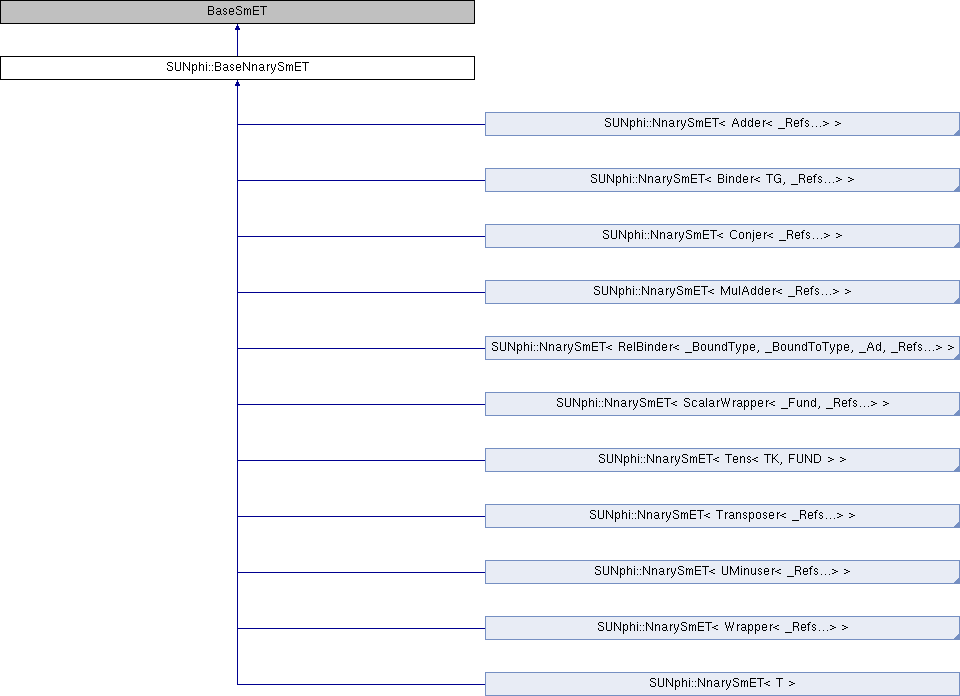 BaseSmET
SUNphi::BaseNnarySmET
SUNphi::NnarySmET< Adder< _Refs...> >
SUNphi::NnarySmET< Binder< TG, _Refs...> >
SUNphi::NnarySmET< Conjer< _Refs...> >
SUNphi::NnarySmET< MulAdder< _Refs...> >
SUNphi::NnarySmET< RelBinder< _BoundType, _BoundToType, _Ad, _Refs...> >
SUNphi::NnarySmET< ScalarWrapper< _Fund, _Refs...> >
SUNphi::NnarySmET< Tens< TK, FUND > >
SUNphi::NnarySmET< Transposer< _Refs...> >
SUNphi::NnarySmET< UMinuser< _Refs...> >
SUNphi::NnarySmET< Wrapper< _Refs...> >
SUNphi::NnarySmET< T >